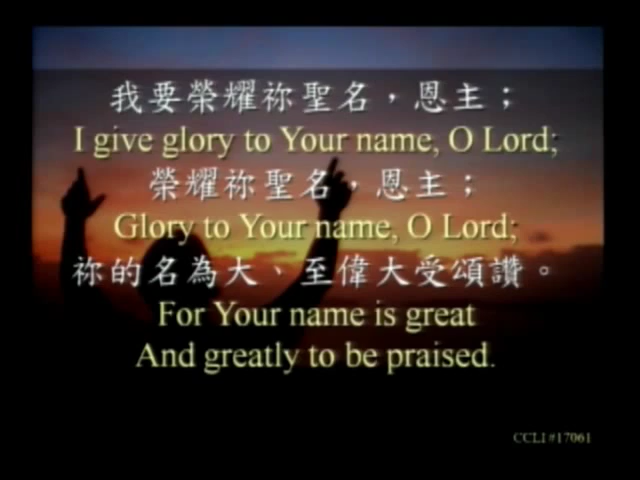 我要榮耀祢聖名，恩主；
I give glory to Your name, O Lord;
榮耀祢聖名，恩主；
Glory to Your name, O Lord;
祢的名為大、至偉大受頌讚。
For Your name is great
And greatly to be praised.
CCLI #17061